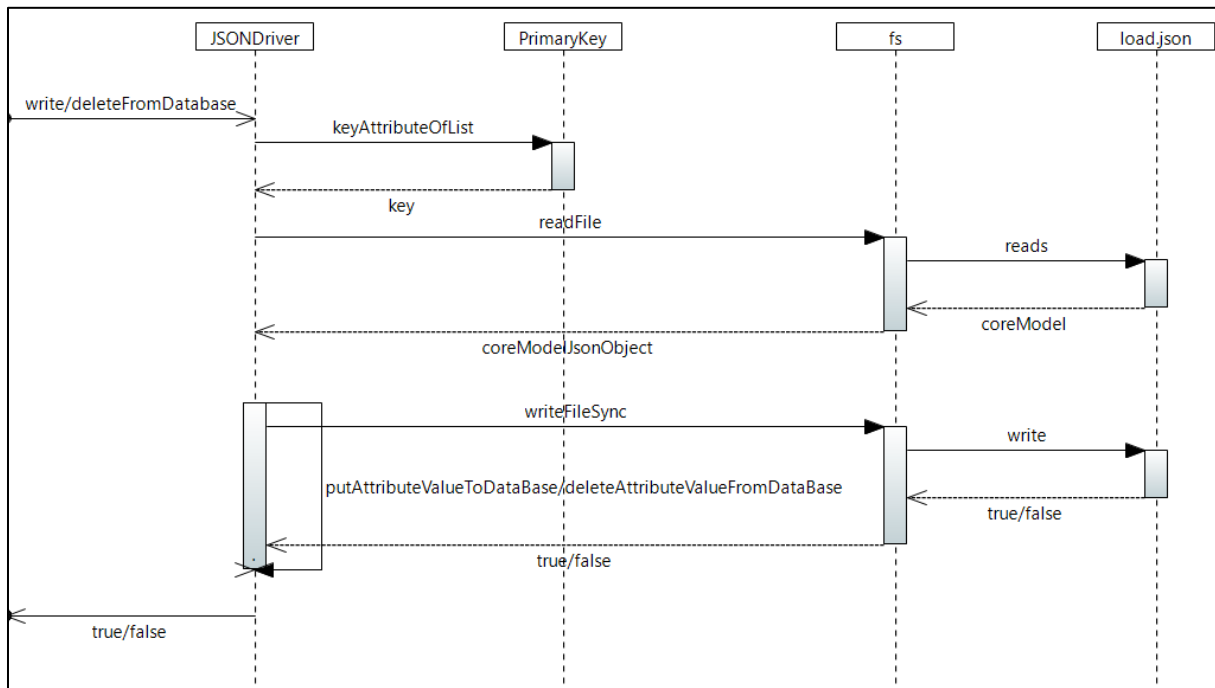 JSONDriver
PrimaryKey
fs
load.json
write/deleteFromDatabase
keyAttributeOfList
key
readFile
reads
coreModel
coreModelJsonObject
writeFileSync
write
putAttributeValueToDataBase/deleteAttributeValueFromDataBase
true/false
true/false
true/false